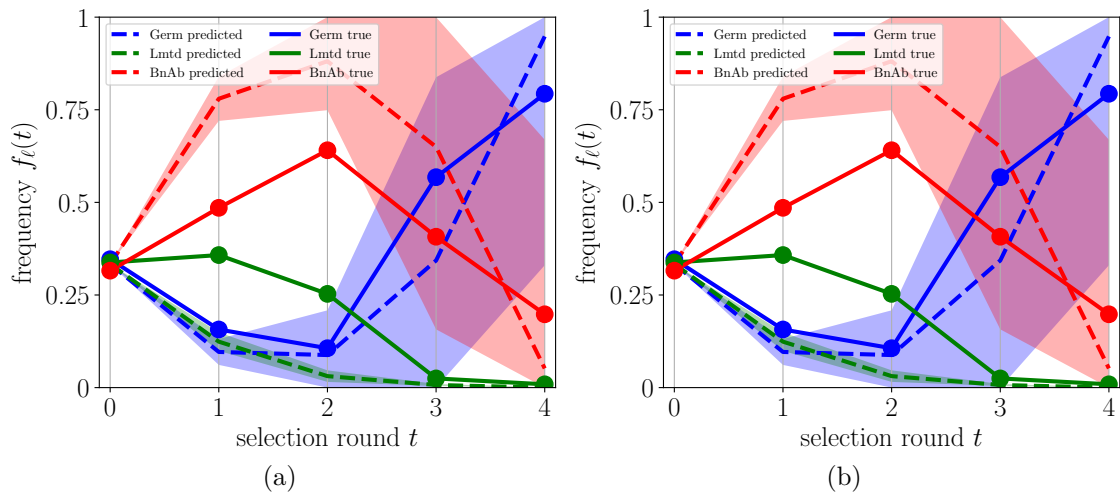 1
0.75
0.5
0.25
0
frequency f_ℓ(t)
Germ predicted Germ true
Lmtd predicted Lmtd true
BnAb predicted BnAb true
0 1 2 3 4
selection round t
(a)
1
0.75
0.5
0.25
0
frequency f_ℓ(t)
Germ predicted Germ true
Lmtd predicted Lmtd true
BnAb predicted BnAb true
0 1 2 3 4
selection round t
(b)